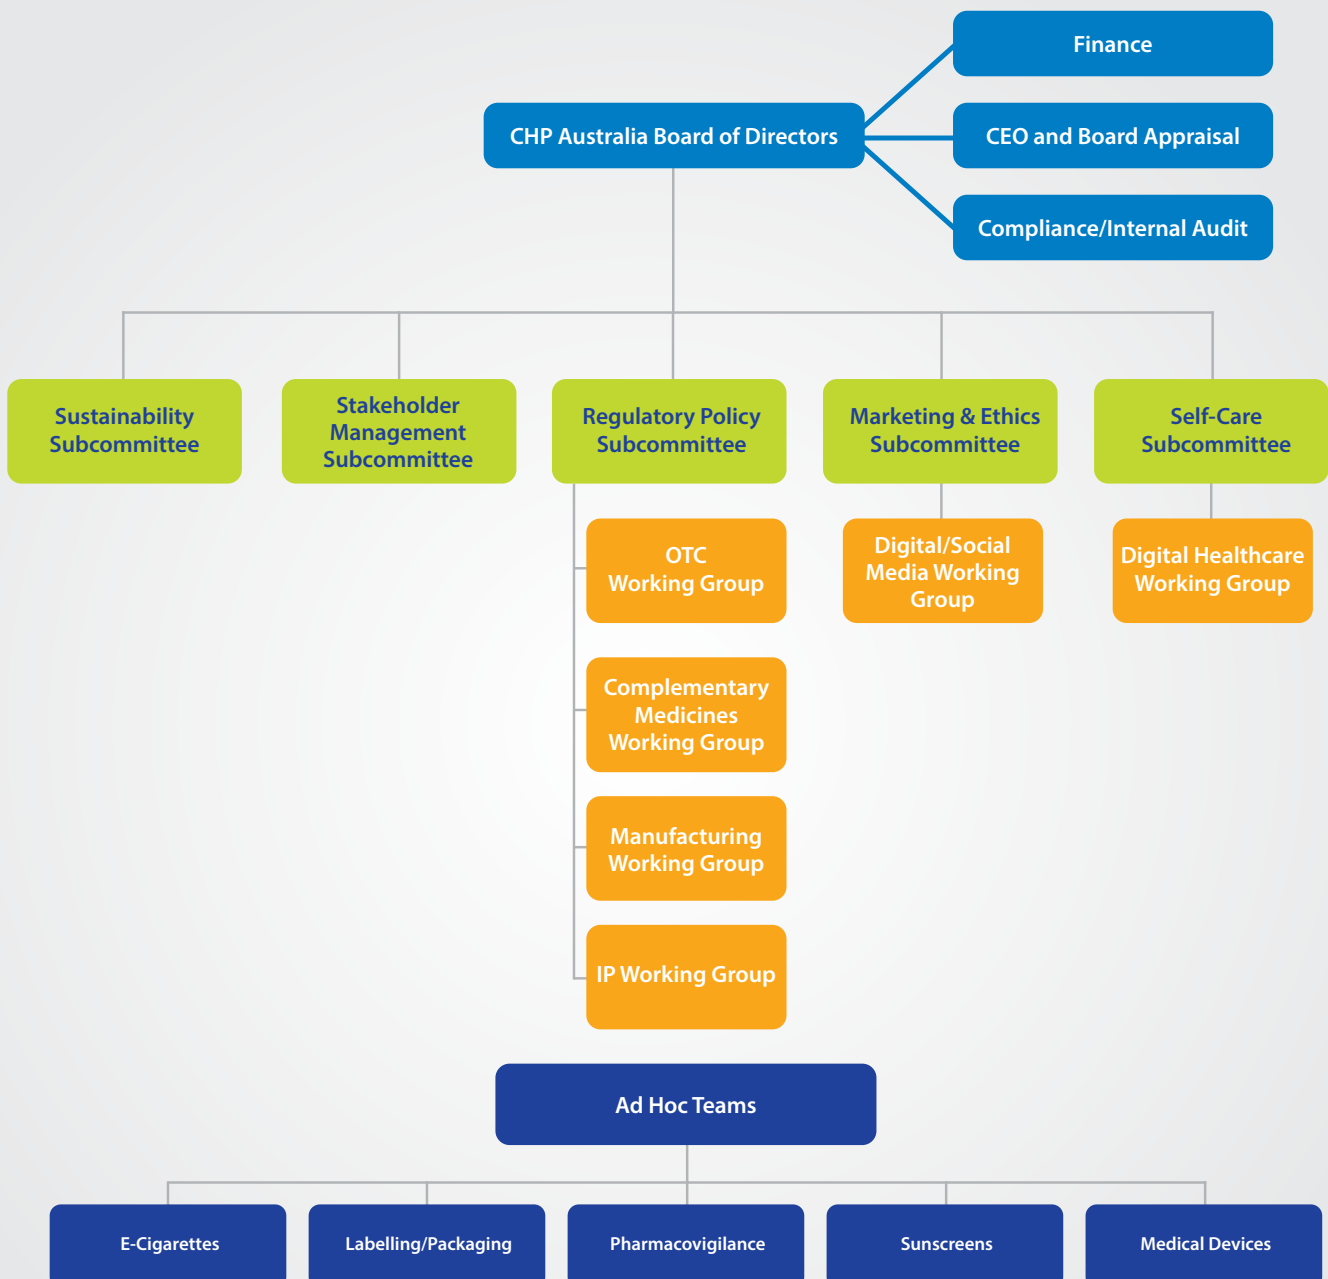 Finance
CHP Australia Board of Directors
CEO and Board Appraisal
Compliance/Internal Audit
Sustainability
Subcommittee
Stakeholder
Management
Subcommittee
Regulatory Policy
Subcommittee
Marketing & Ethics
Subcommittee
Self-Care
Subcommittee
OTC
Working Group
Digital/Social
Media Working
Group
Digital Healthcare
Working Group
Complementary
Medicines
Working Group
Manufacturing
Working Group
IP Working Group
Ad Hoc Teams
E-Cigarettes
Labelling/Packaging
Pharmacovigilance
Sunscreens
Medical Devices